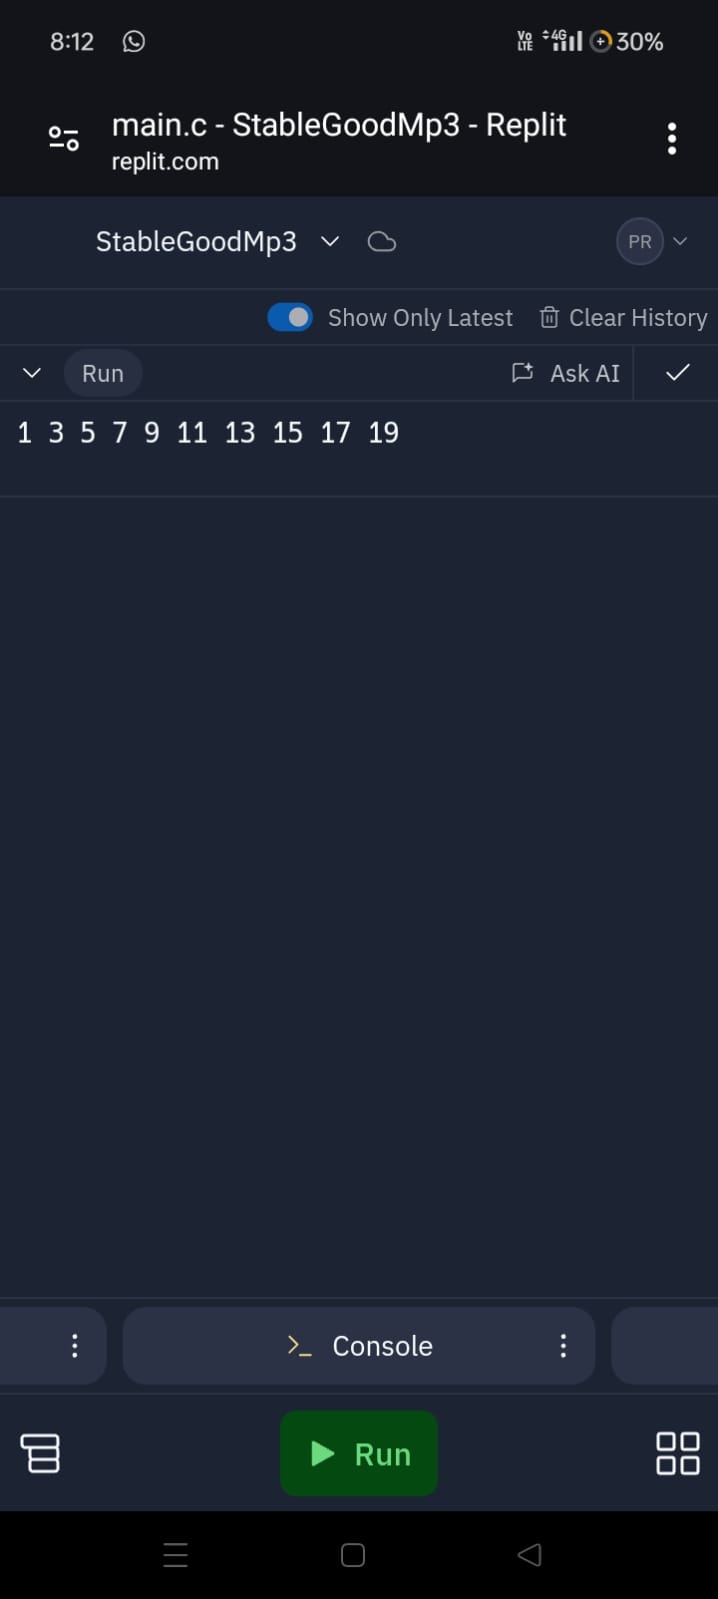 8:12 Vo LTE 4G 30%
main.c - StableGoodMp3 - Replit
replit.com
StableGoodMp3 PR
Show Only Latest Clear History
Run Ask AI
1 3 5 7 9 11 13 15 17 19
>_ Console
Run